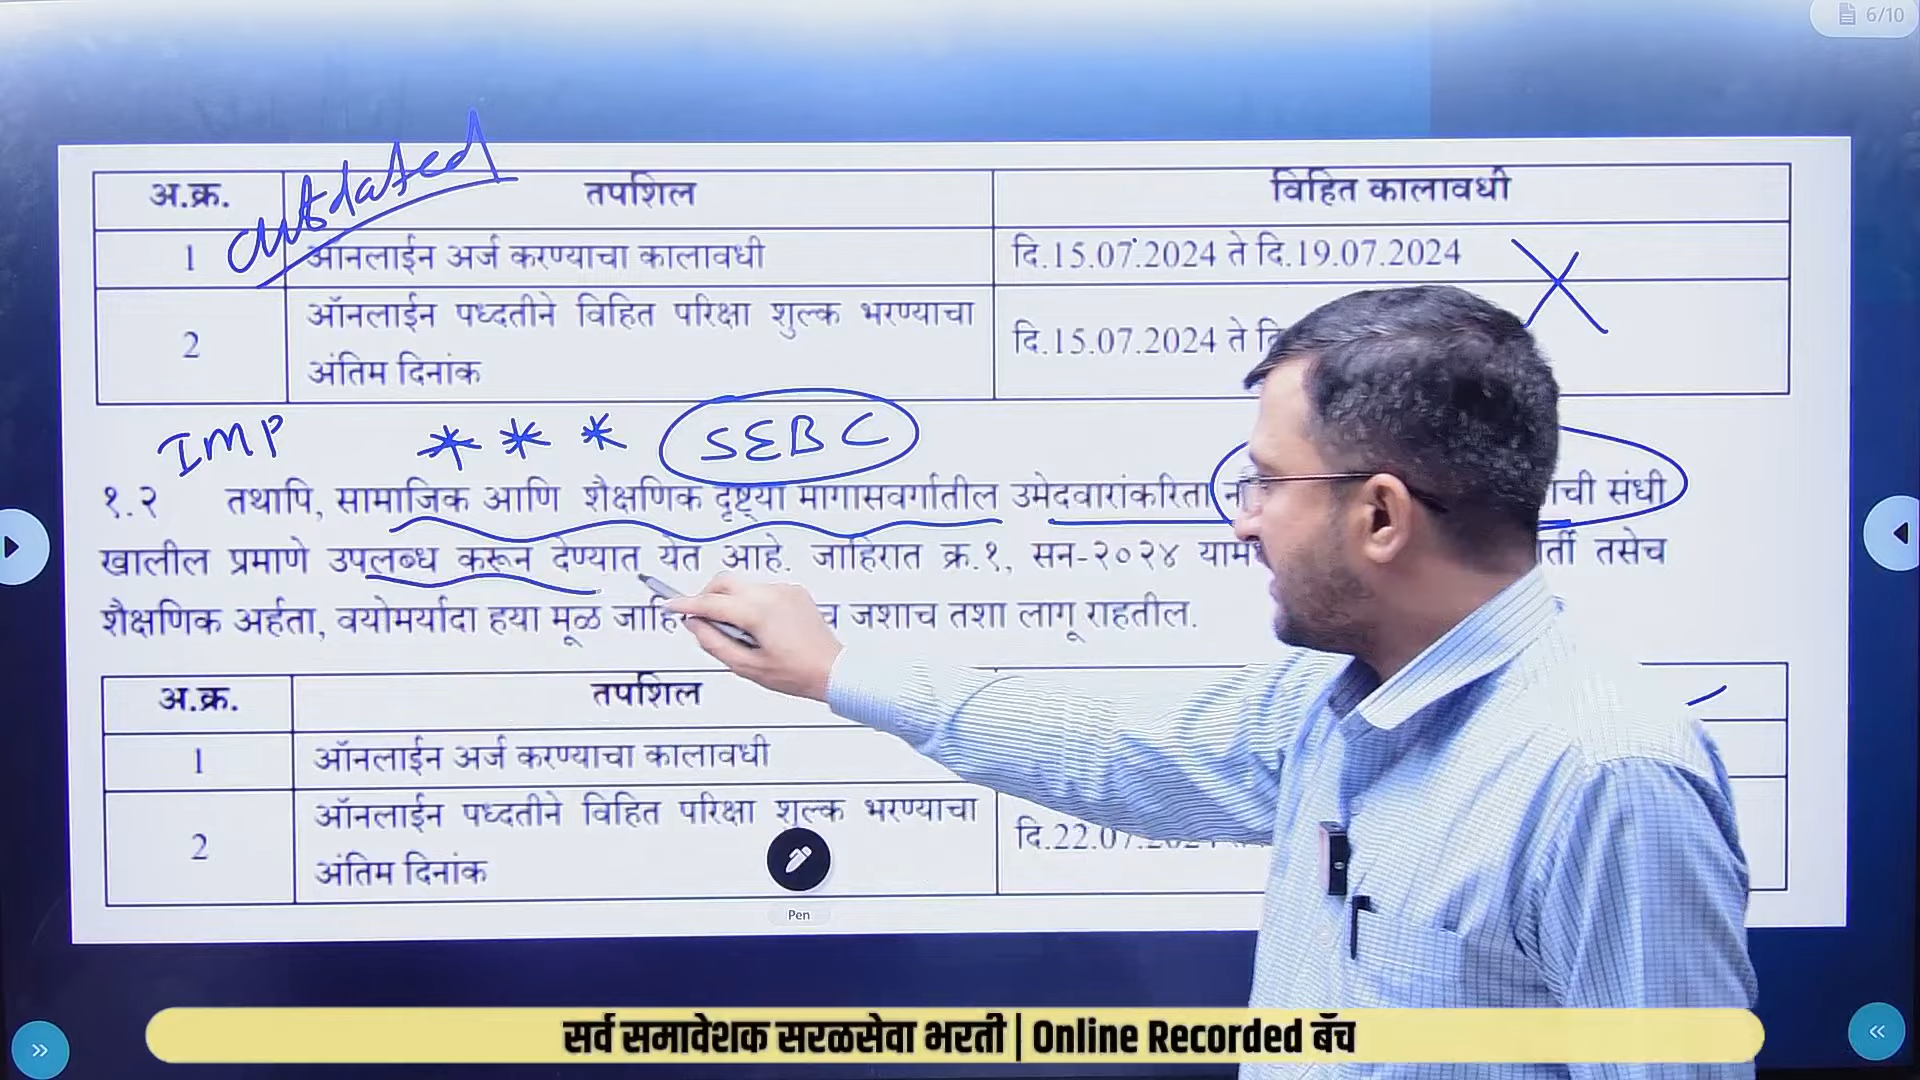 6/10
outdated
अ.क्र. तपशिल विहित कालावधी
1 ऑनलाईन अर्ज करण्याचा कालावधी दि.15.07.2024 ते दि.19.07.2024
2 ऑनलाईन पध्दतीने विहित परिक्षा शुल्क भरण्याचा
अंतिम दिनांक दि.15.07.2024 ते
IMP * * * SEBC
१.२ तथापि, सामाजिक आणि शैक्षणिक दृष्ट्या मागासवर्गातील उमेदवारांकरिता संधी
खालील प्रमाणे उपलब्ध करून देण्यात येत आहे. जाहिरात क्र.१, सन-२०२४ तसेच
शैक्षणिक अर्हता, वयोमर्यादा हया मूळ जशाच तशा लागू राहतील.
अ.क्र. तपशिल
1 ऑनलाईन अर्ज करण्याचा कालावधी
2 ऑनलाईन पध्दतीने विहित परिक्षा शुल्क भरण्याचा
अंतिम दिनांक दि.22.07.
Pen
सर्व समावेशक सरळसेवा भरती | Online Recorded बॅच